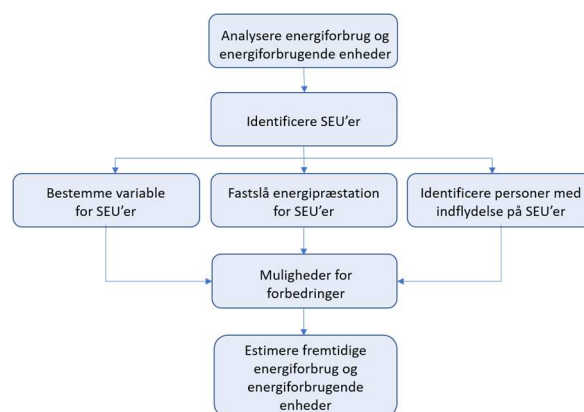 Analysere energiforbrug og
energiforbrugende enheder
Identificere SEU'er
Bestemme variable
for SEU'er
Fastslå energipræstation
for SEU'er
Identificere personer med
indflydelse på SEU'er
Muligheder for
forbedringer
Estimere fremtidige
energiforbrug og
energiforbrugende
enheder